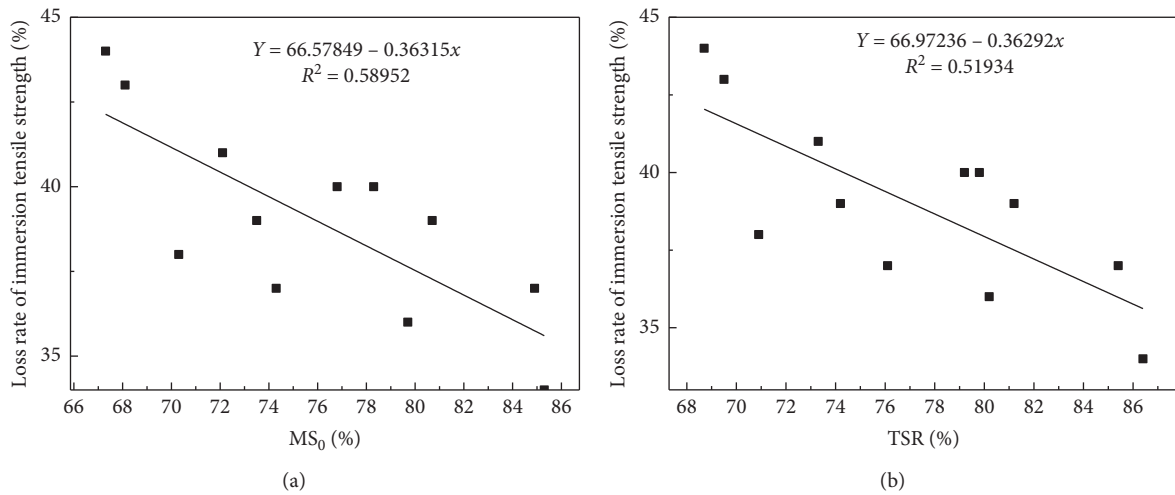 Y = 66.57849 – 0.36315x
R² = 0.58952
Loss rate of immersion tensile strength (%)
45
40
35
66 68 70 72 74 76 78 80 82 84 86
MS₀ (%)
(a)
Y = 66.97236 – 0.36292x
R² = 0.51934
Loss rate of immersion tensile strength (%)
45
40
35
68 70 72 74 76 78 80 82 84 86
TSR (%)
(b)